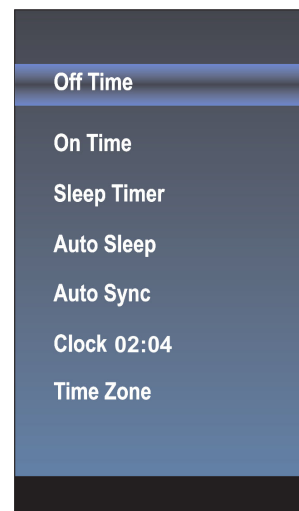 Off Time
On Time
Sleep Timer
Auto Sleep
Auto Sync
Clock 02:04
Time Zone